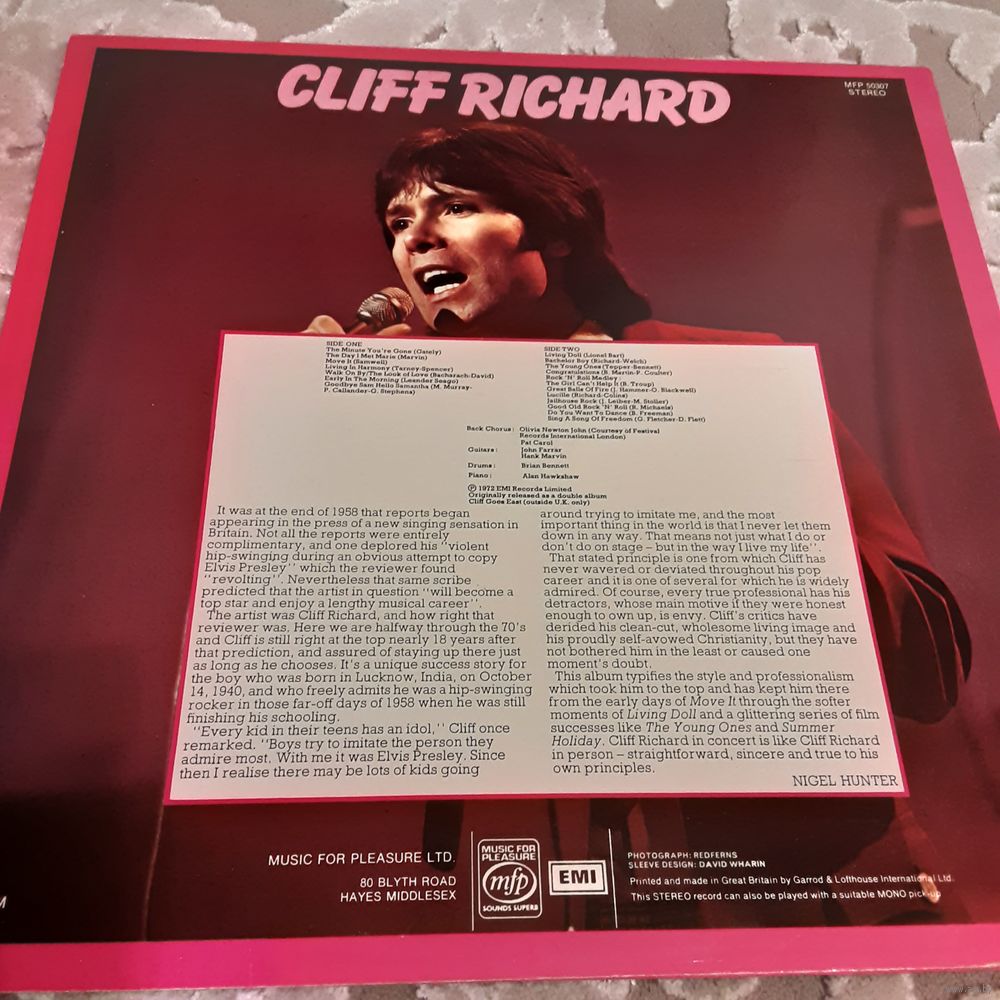 CLIFF RICHARD
MFP 50307
STEREO
SIDE ONE
The Minute You're Gone (Gately)
The Day I Met Marie (Marvin)
Move It (Samwell)
Living In Harmony (Tarney-Spencer)
Walk On By/The Look of Love (Bacharach-David)
Early In The Morning (Leander Seago)
Goodbye Sam Hello Samantha (M. Murray-
P. Callander-G. Stephens)
SIDE TWO
Living Doll (Lionel Bart)
Bachelor Boy (Richard-Welch)
The Young Ones (Tepper-Bennett)
Congratulations (B. Martin-P. Coulter)
Rock "N" Roll Medley
The Girl Can't Help It (B. Troup)
Great Balls Of Fire (J. Hammer-O. Blackwell)
Lucille (Richard-Colins)
Jailhouse Rock (J. Leiber-M. Stoller)
Good Old Rock "N" Roll (R. Michaels)
Do You Want To Dance (B. Freeman)
Sing A Song Of Freedom (G. Fletcher-D. Flett)
Back Chorus: Olivia Newton John (Courtesy of Festival
Records International London)
Pat Carol
Guitars: John Farrar
Hank Marvin
Drums: Brian Bennett
Piano: Alan Hawkshaw
℗ 1972 EMI Records Limited
Originally released as a double album
Cliff Goes East (outside U.K. only)
It was at the end of 1958 that reports began
appearing in the press of a new singing sensation in
Britain. Not all the reports were entirely
complimentary, and one deplored his "violent
hip-swinging during an obvious attempt to copy
Elvis Presley" which the reviewer found
"revolting". Nevertheless that same scribe
predicted that the artist in question "will become a
top star and enjoy a lengthy musical career".
The artist was Cliff Richard, and how right that
reviewer was. Here we are halfway through the 70's
and Cliff is still right at the top nearly 18 years after
that prediction, and assured of staying up there just
as long as he chooses. It's a unique success story for
the boy who was born in Lucknow, India, on October
14, 1940, and who freely admits he was a hip-swinging
rocker in those far-off days of 1958 when he was still
finishing his schooling.
"Every kid in their teens has an idol," Cliff once
remarked. "Boys try to imitate the person they
admire most. With me it was Elvis Presley. Since
then I realise there may be lots of kids going
around trying to imitate me, and the most
important thing in the world is that I never let them
down in any way. That means not just what I do or
don't do on stage – but in the way I live my life".
That stated principle is one from which Cliff has
never wavered or deviated throughout his pop
career and it is one of several for which he is widely
admired. Of course, every true professional has his
detractors, whose main motive if they were honest
enough to own up, is envy. Cliff's critics have
derided his clean-cut, wholesome living image and
his proudly self-avowed Christianity, but they have
not bothered him in the least or caused one
moment's doubt.
This album typifies the style and professionalism
which took him to the top and has kept him there
from the early days of Move It through the softer
moments of Living Doll and a glittering series of film
successes like The Young Ones and Summer
Holiday. Cliff Richard in concert is like Cliff Richard
in person – straightforward, sincere and true to his
own principles.
NIGEL HUNTER
MUSIC FOR PLEASURE LTD.
80 BLYTH ROAD
HAYES MIDDLESEX
MUSIC FOR
PLEASURE
mfp
SOUNDS SUPERB
EMI
PHOTOGRAPH: REDFERNS
SLEEVE DESIGN: DAVID WHARIN
Printed and made in Great Britain by Garrod & Lofthouse International Ltd.
This STEREO record can also be played with a suitable MONO pick-up
M